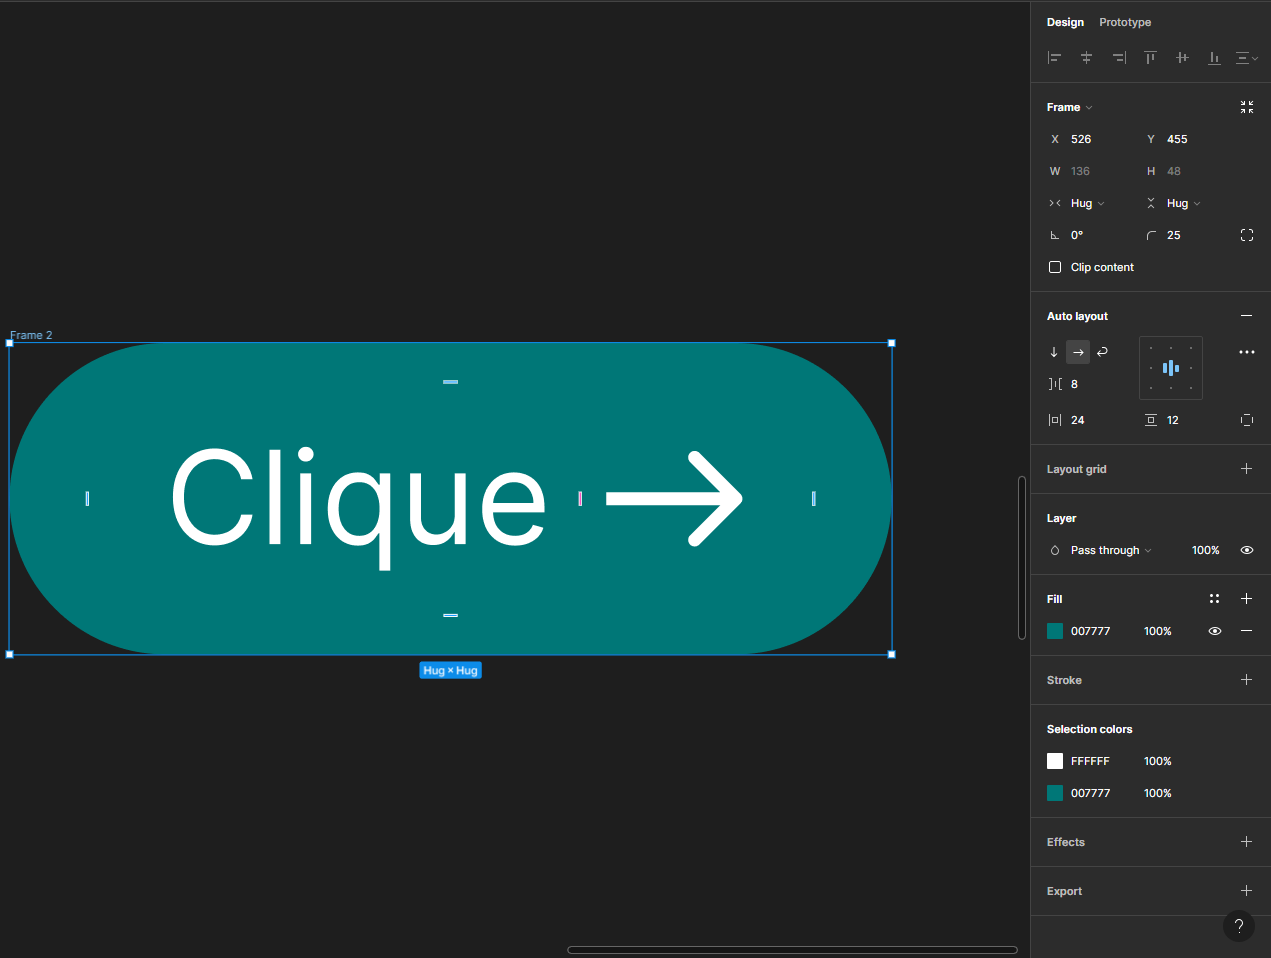 Design Prototype
Frame
X 526 Y 455
W 136 H 48
Hug Hug
0° 25
Clip content
Frame 2
Auto layout
8
24 12
Clique
Hug × Hug
Layout grid
Layer
Pass through 100%
Fill
007777 100%
Stroke
Selection colors
FFFFFF 100%
007777 100%
Effects
Export
?